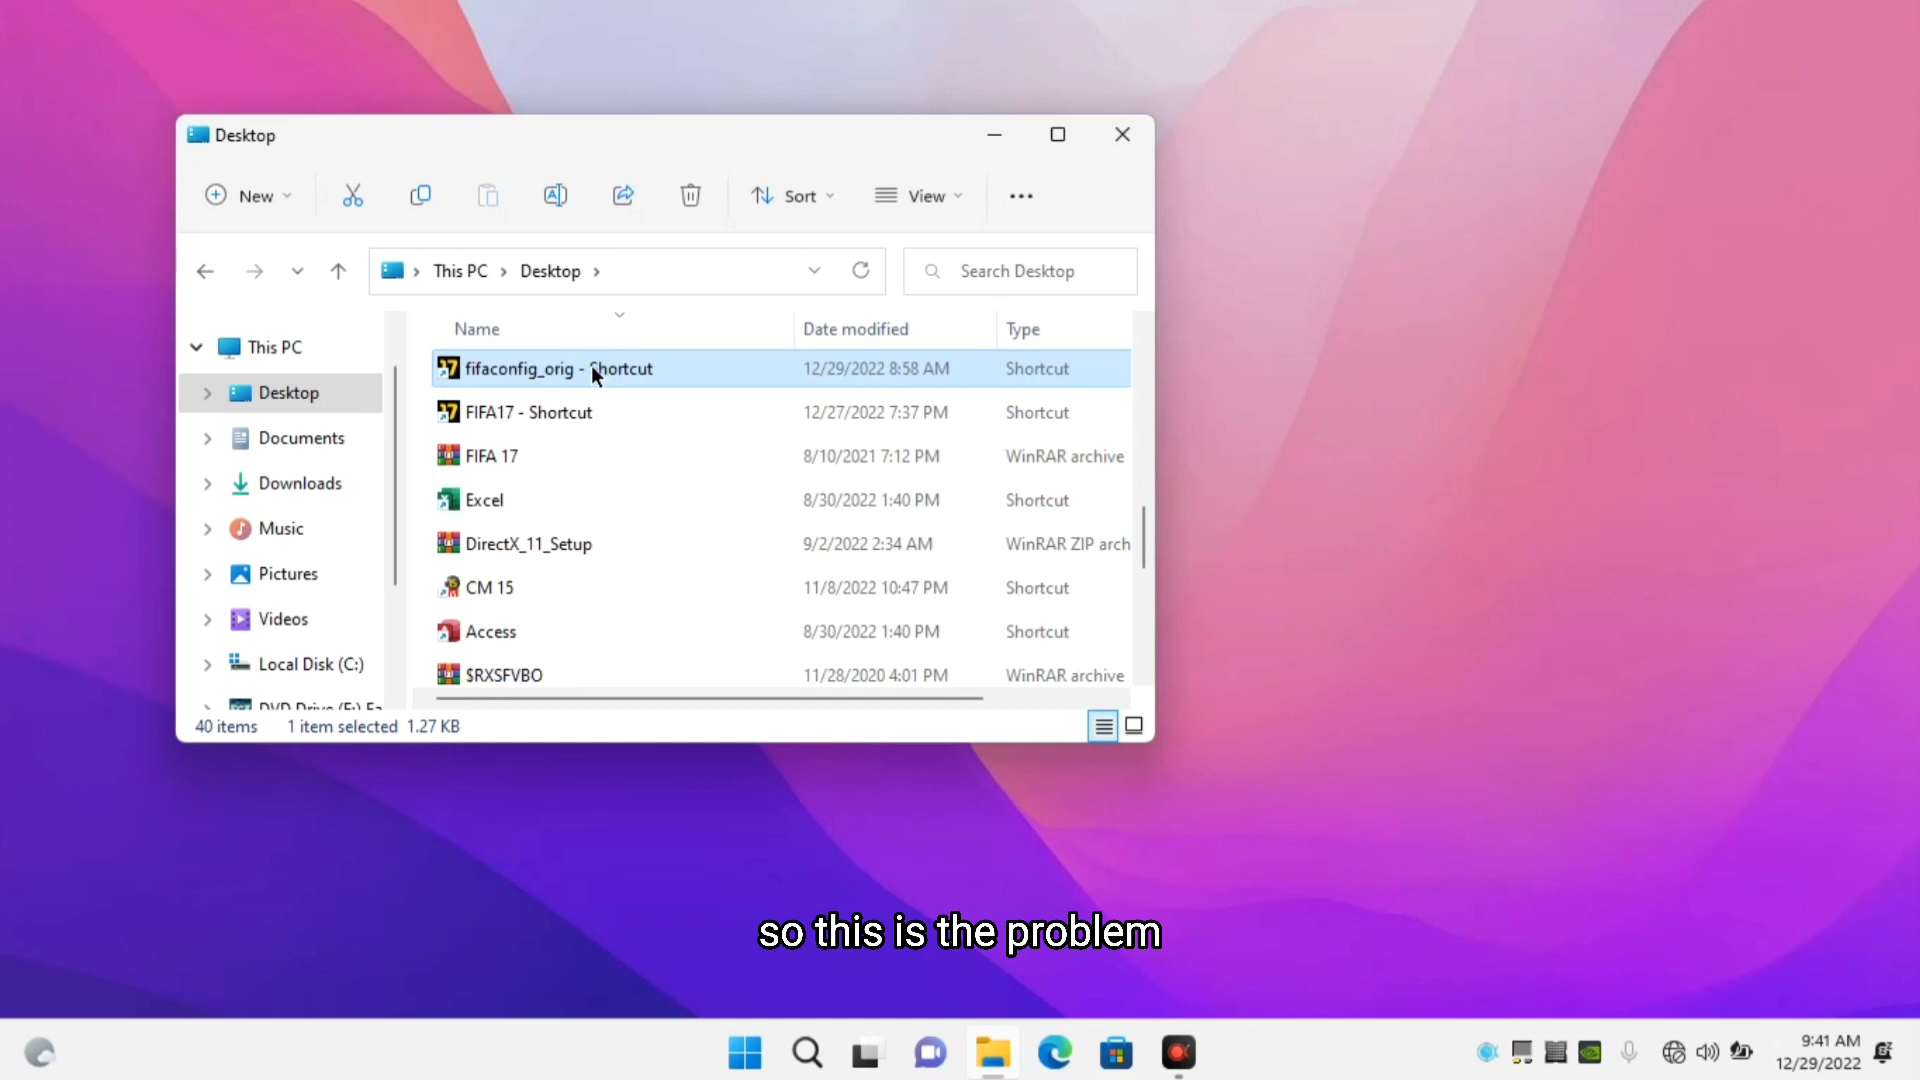 Desktop
New
Sort
View
This PC
Desktop
Search Desktop
Name
Date modified
Type
This PC
Desktop
Documents
Downloads
Music
Pictures
Videos
Local Disk (C:)
fifaconfig_orig - Shortcut 12/29/2022 8:58 AM Shortcut
FIFA17 - Shortcut 12/27/2022 7:37 PM Shortcut
FIFA 17 8/10/2021 7:12 PM WinRAR archive
Excel 8/30/2022 1:40 PM Shortcut
DirectX_11_Setup 9/2/2022 2:34 AM WinRAR ZIP arch
CM 15 11/8/2022 10:47 PM Shortcut
Access 8/30/2022 1:40 PM Shortcut
$RXSFVBO 11/28/2020 4:01 PM WinRAR archive
40 items 1 item selected 1.27 KB
so this is the problem
9:41 AM
12/29/2022